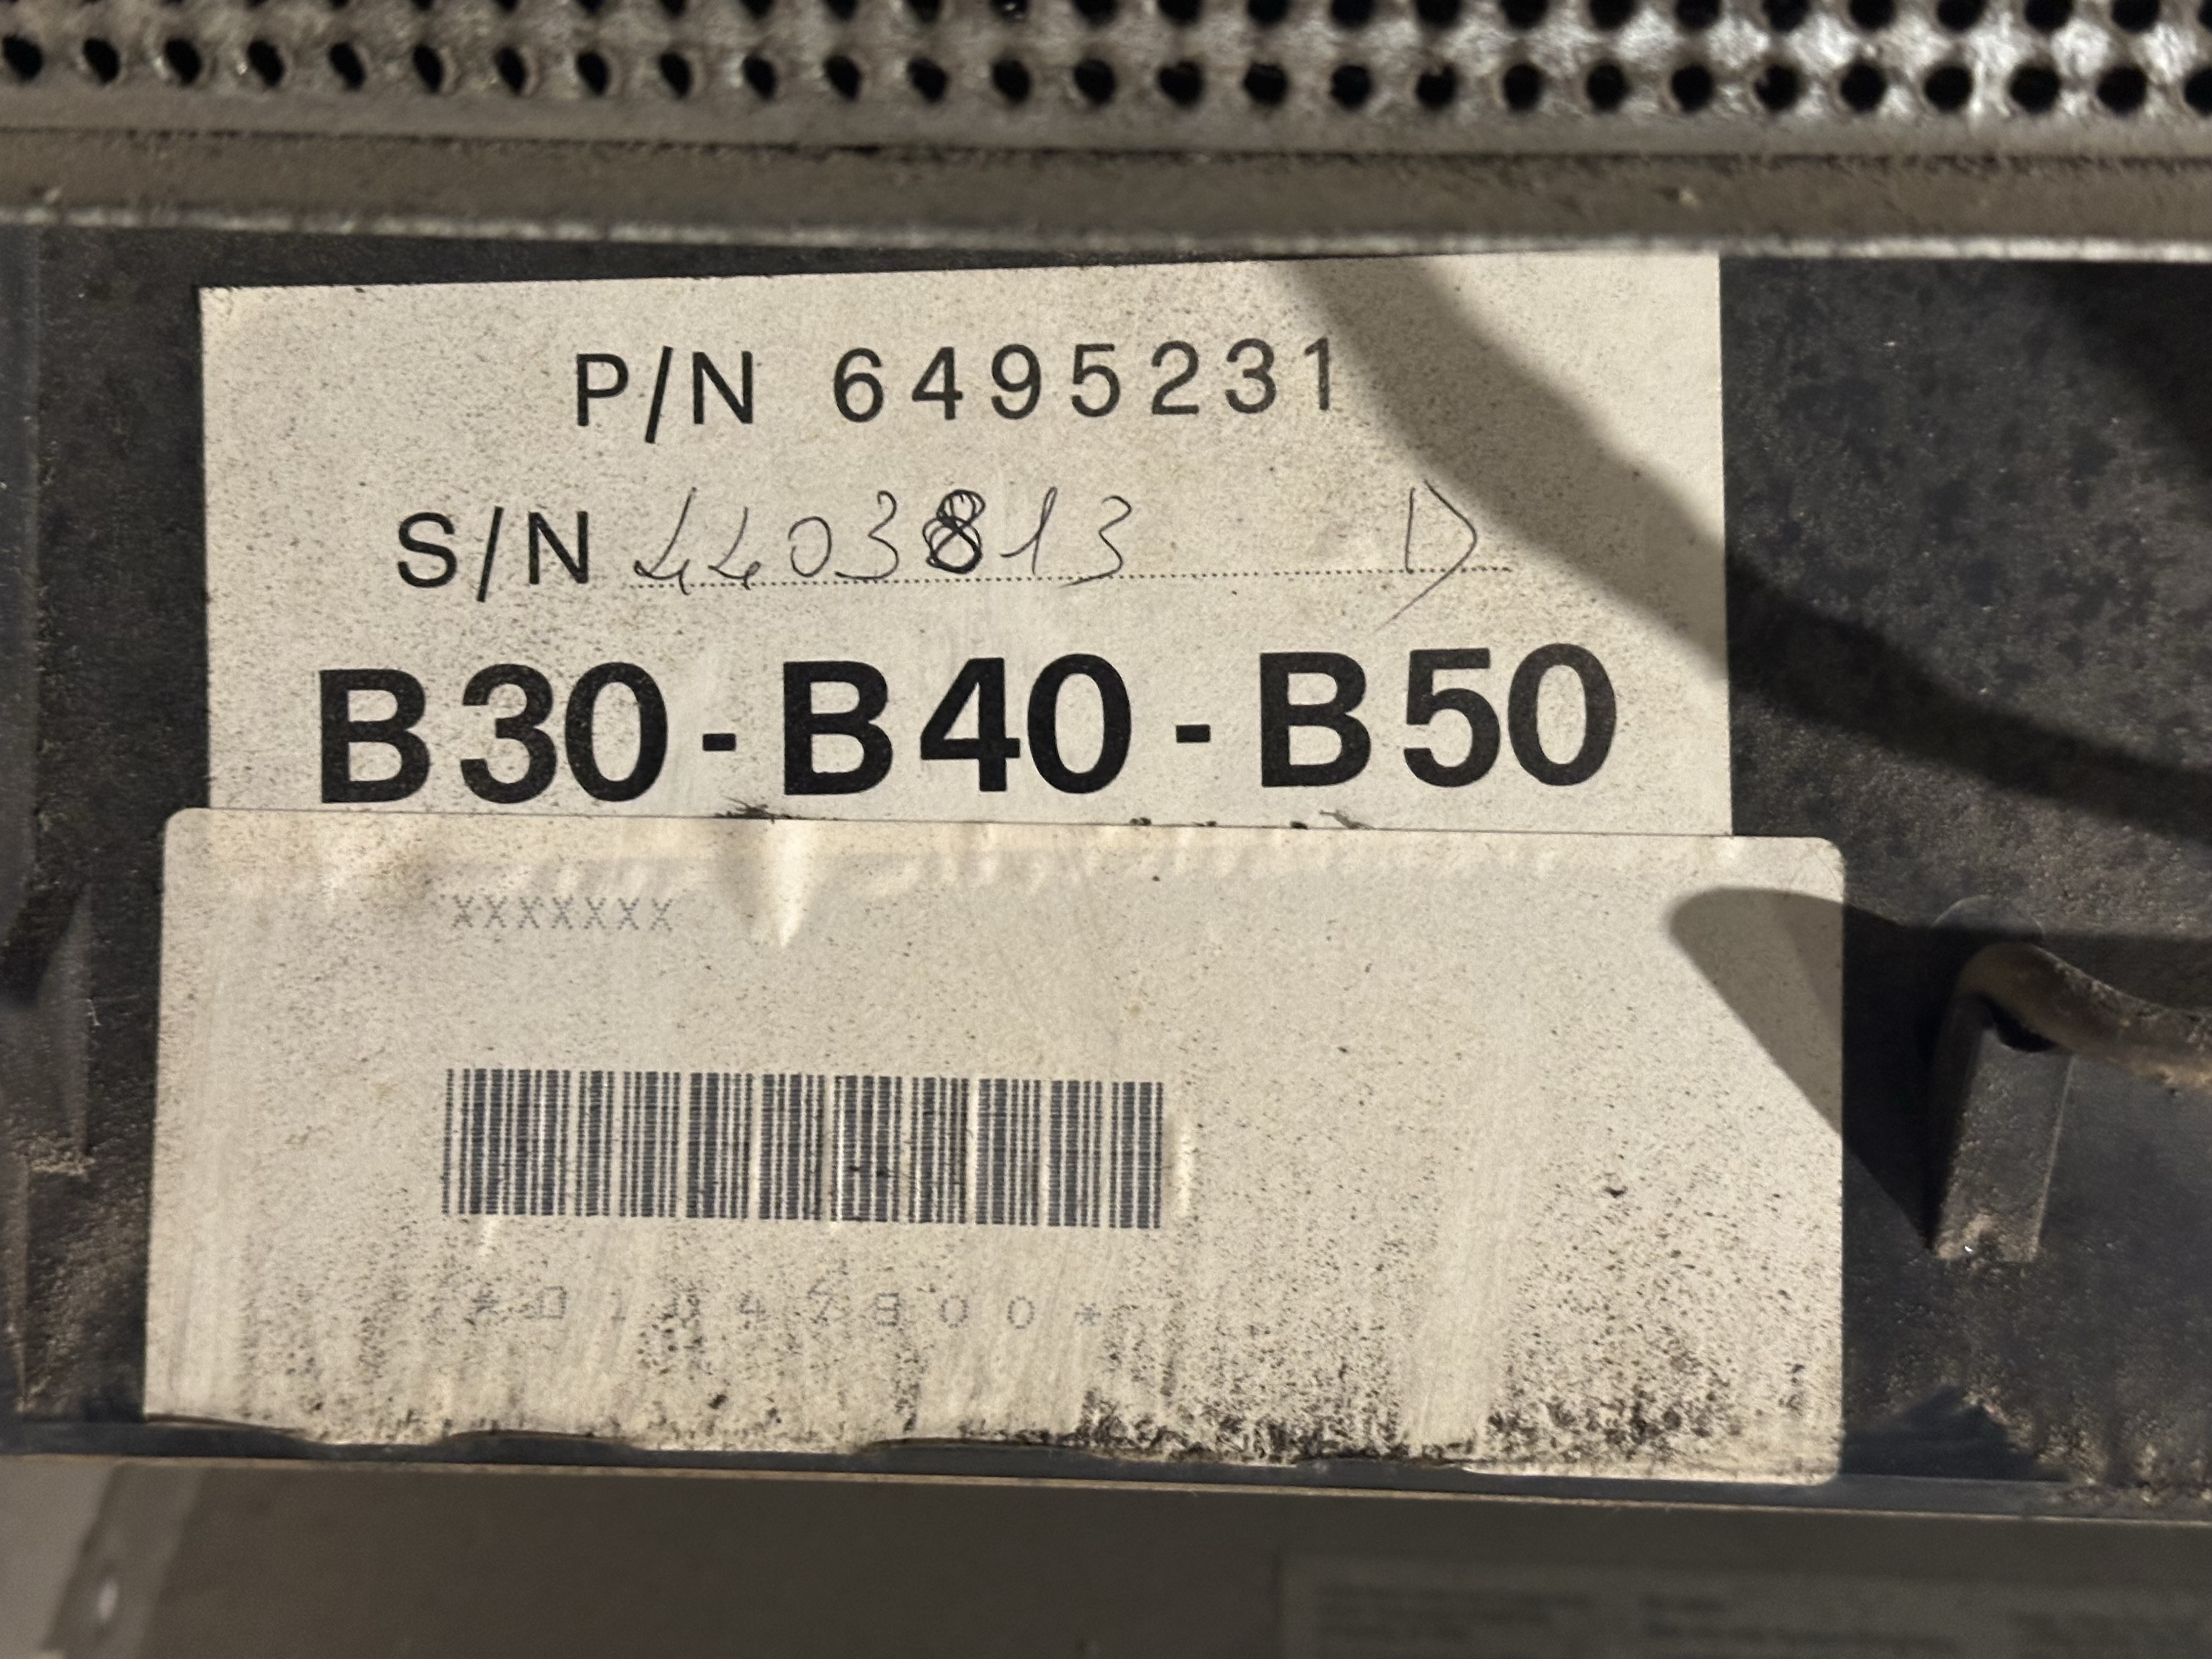 P/N 6495231
S/N 4403813 D
B30 - B40 - B50
XXXXXXX